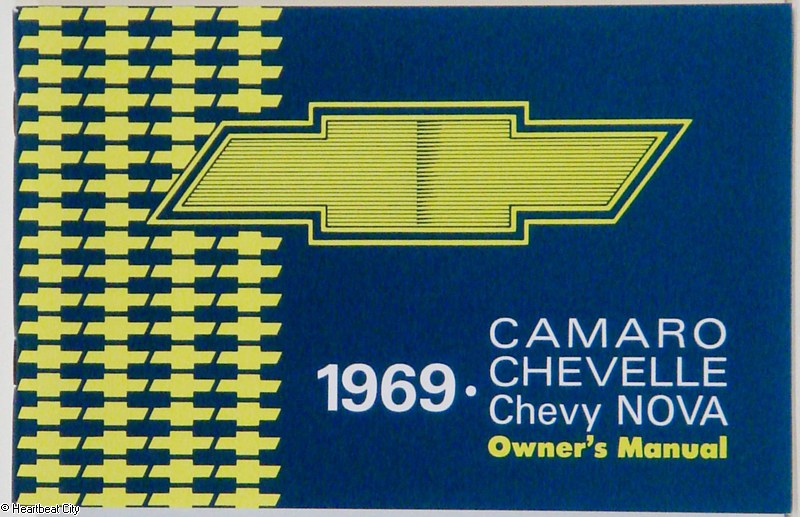 1969 •
CAMARO
CHEVELLE
Chevy NOVA
Owner's Manual
© Heartbeat City